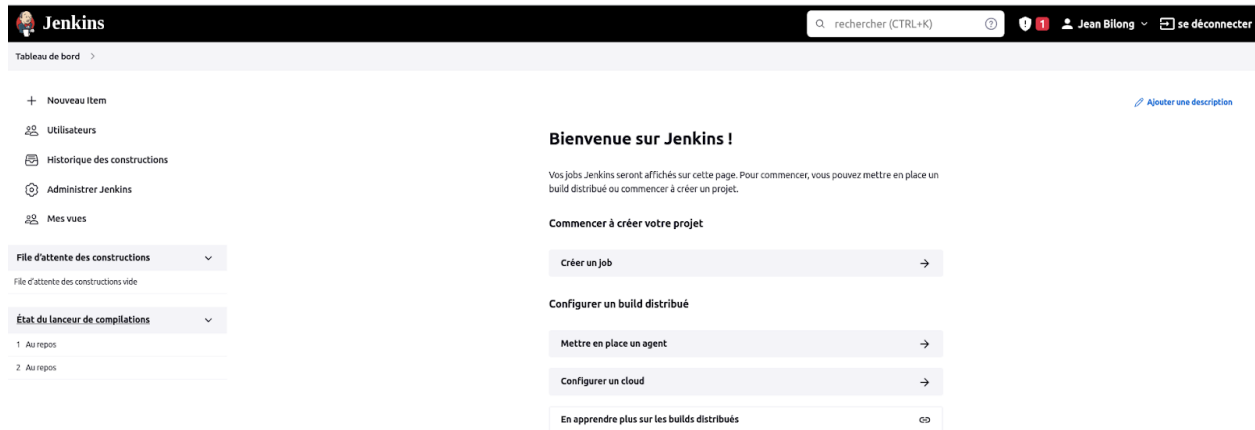 Jenkins
rechercher (CTRL+K)
1
Jean Bilong
se déconnecter
Tableau de bord
Nouveau Item
Utilisateurs
Historique des constructions
Administrer Jenkins
Mes vues
File d'attente des constructions
File d'attente des constructions vide
État du lanceur de compilations
1 Au repos
2 Au repos
Ajouter une description
Bienvenue sur Jenkins !
Vos jobs Jenkins seront affichés sur cette page. Pour commencer, vous pouvez mettre en place un
build distribué ou commencer à créer un projet.
Commencer à créer votre projet
Créer un job
Configurer un build distribué
Mettre en place un agent
Configurer un cloud
En apprendre plus sur les builds distribués